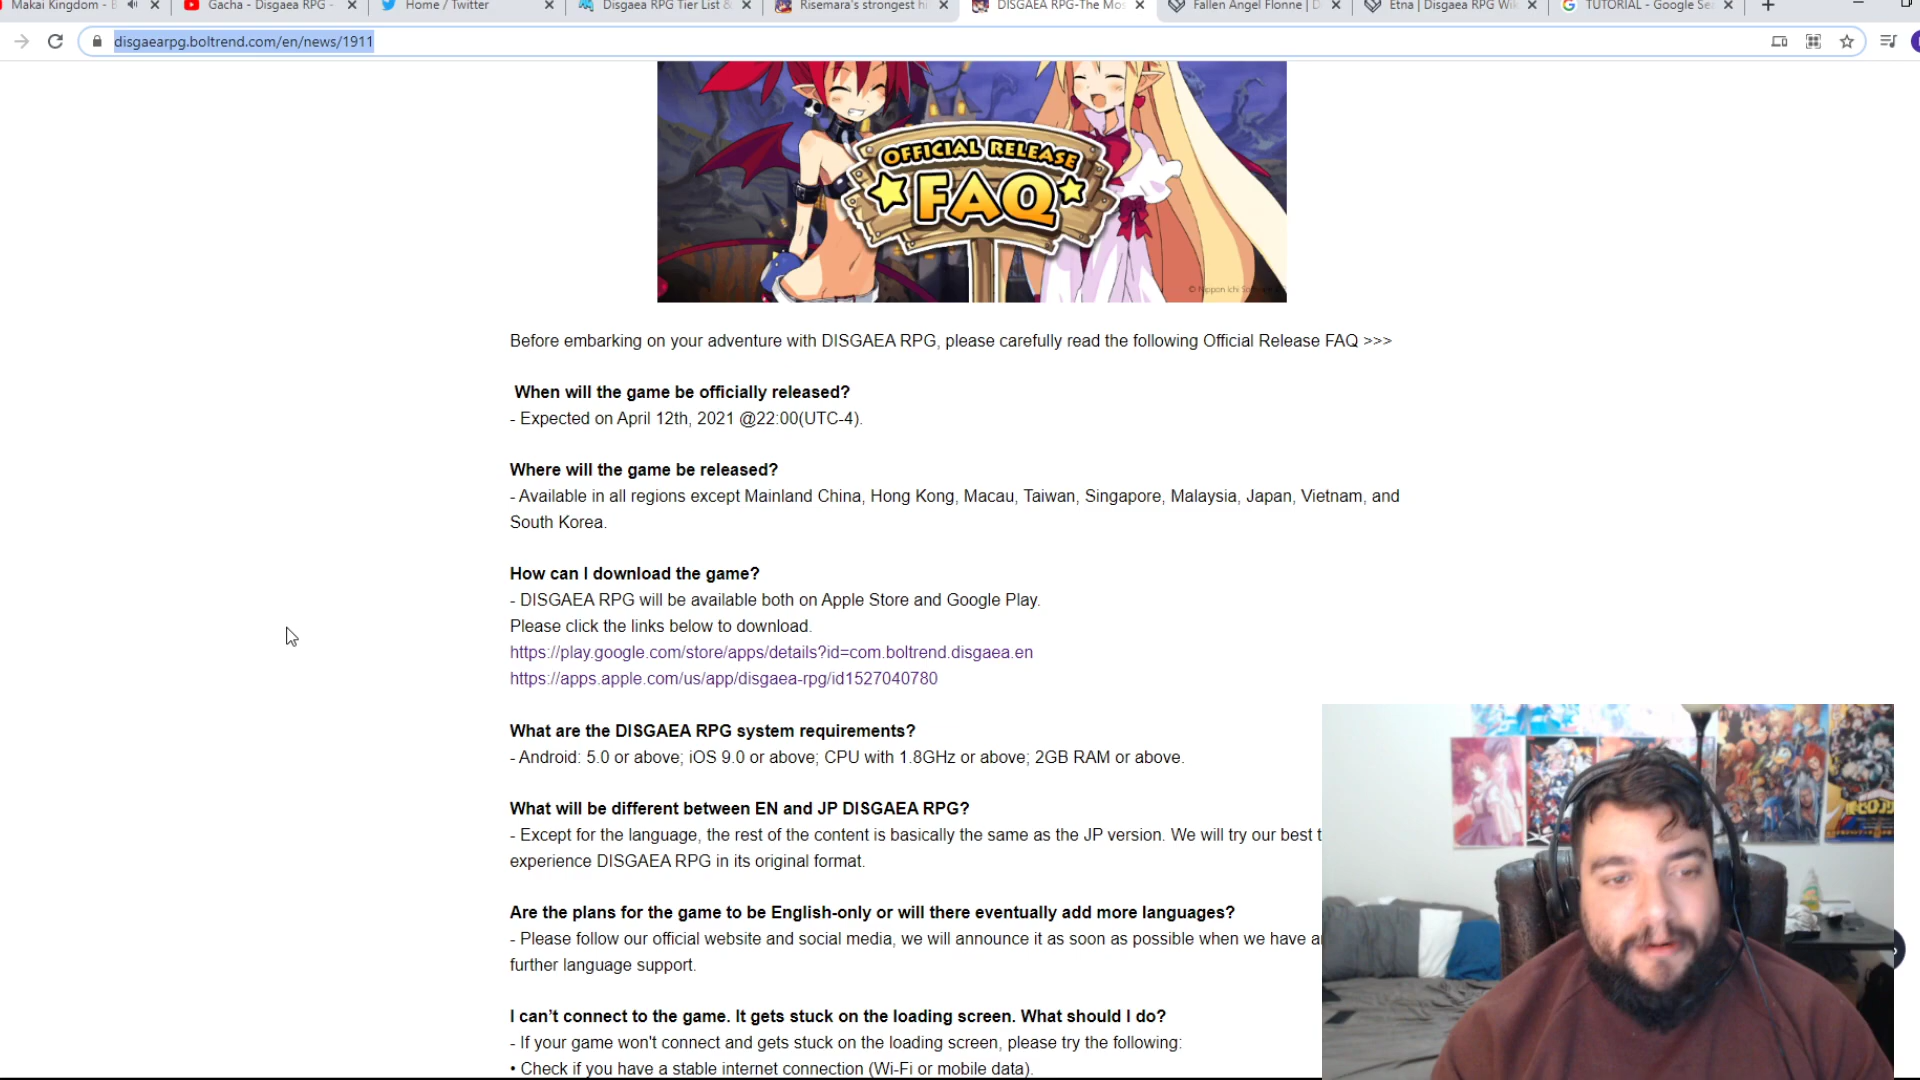 Makai Kingdom -
Gacha - Disgaea RPG -
Home / Twitter
Disgaea RPG Tier List &
Risemara's strongest
DISGAEA RPG-The Mos
Fallen Angel Flonne |
Etna | Disgaea RPG Wik
TUTORIAL - Google Se
disgaearpg.boltrend.com/en/news/1911
OFFICIAL RELEASE
FAQ
© Nippon Ichi
Before embarking on your adventure with DISGAEA RPG, please carefully read the following Official Release FAQ >>>
When will the game be officially released?
- Expected on April 12th, 2021 @22:00(UTC-4).
Where will the game be released?
- Available in all regions except Mainland China, Hong Kong, Macau, Taiwan, Singapore, Malaysia, Japan, Vietnam, and
South Korea.
How can I download the game?
- DISGAEA RPG will be available both on Apple Store and Google Play.
Please click the links below to download.
https://play.google.com/store/apps/details?id=com.boltrend.disgaea.en
https://apps.apple.com/us/app/disgaea-rpg/id1527040780
What are the DISGAEA RPG system requirements?
- Android: 5.0 or above; iOS 9.0 or above; CPU with 1.8GHz or above; 2GB RAM or above.
What will be different between EN and JP DISGAEA RPG?
- Except for the language, the rest of the content is basically the same as the JP version. We will try our best t
experience DISGAEA RPG in its original format.
Are the plans for the game to be English-only or will there eventually add more languages?
- Please follow our official website and social media, we will announce it as soon as possible when we have a
further language support.
I can’t connect to the game. It gets stuck on the loading screen. What should I do?
- If your game won't connect and gets stuck on the loading screen, please try the following:
• Check if you have a stable internet connection (Wi-Fi or mobile data).